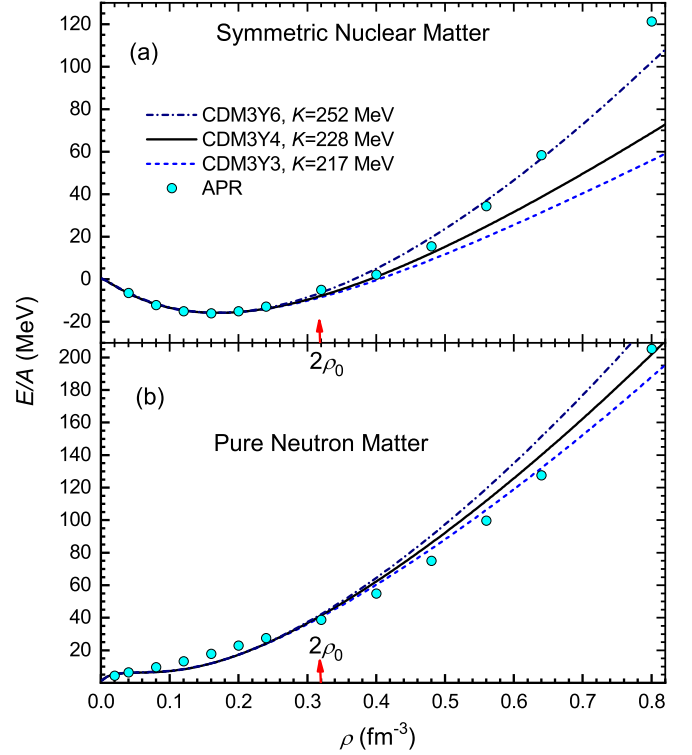 (a)
Symmetric Nuclear Matter
CDM3Y6, K=252 MeV
CDM3Y4, K=228 MeV
CDM3Y3, K=217 MeV
APR
120
100
80
60
40
20
0
-20
2ρ₀
E/A (MeV)
(b)
Pure Neutron Matter
200
180
160
140
120
100
80
60
40
20
2ρ₀
0.0 0.1 0.2 0.3 0.4 0.5 0.6 0.7 0.8
ρ (fm⁻³)